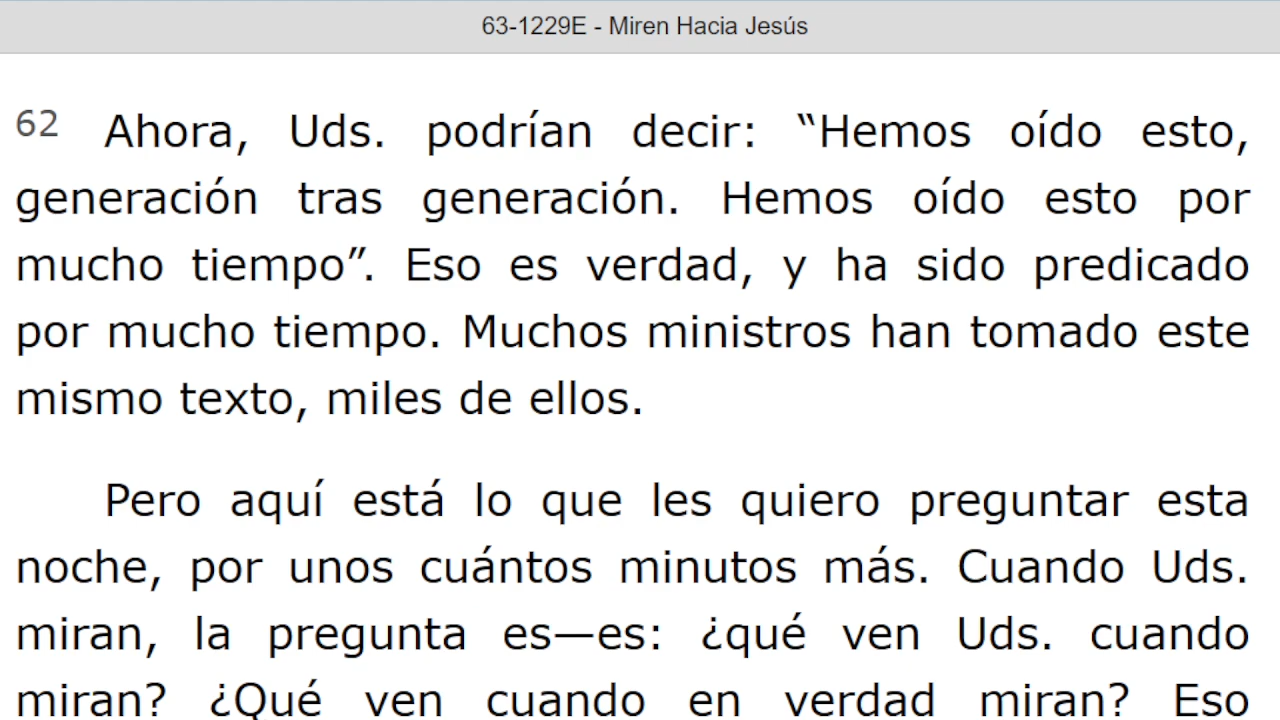 63-1229E - Miren Hacia Jesús
62 Ahora, Uds. podrían decir: “Hemos oído esto,
generación tras generación. Hemos oído esto por
mucho tiempo”. Eso es verdad, y ha sido predicado
por mucho tiempo. Muchos ministros han tomado este
mismo texto, miles de ellos.
Pero aquí está lo que les quiero preguntar esta
noche, por unos cuántos minutos más. Cuando Uds.
miran, la pregunta es—es: ¿qué ven Uds. cuando
miran? ¿Qué ven cuando en verdad miran? Eso